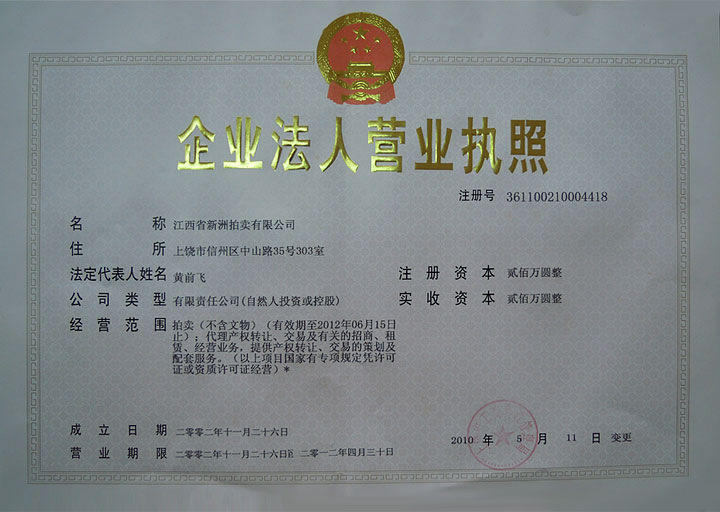 企业法人营业执照
注册号 361100210004418
名称 江西省新洲拍卖有限公司
住所 上饶市信州区中山路35号303室
法定代表人姓名 黄前飞 注册资本 贰佰万圆整
公司类型 有限责任公司(自然人投资或控股) 实收资本 贰佰万圆整
经营范围 拍卖（不含文物）（有效期至2012年06月15日
止）；代理产权转让、交易及有关的招商、租
赁、经营业务，提供产权转让、交易的策划及
配套服务。（以上项目国家有专项规定凭许可
证或资质许可证经营）*
成立日期 二〇〇二年十一月二十六日
营业期限 二〇〇二年十一月二十六日至 二〇一二年四月三十日
2010 年 5 月 11 日 变更